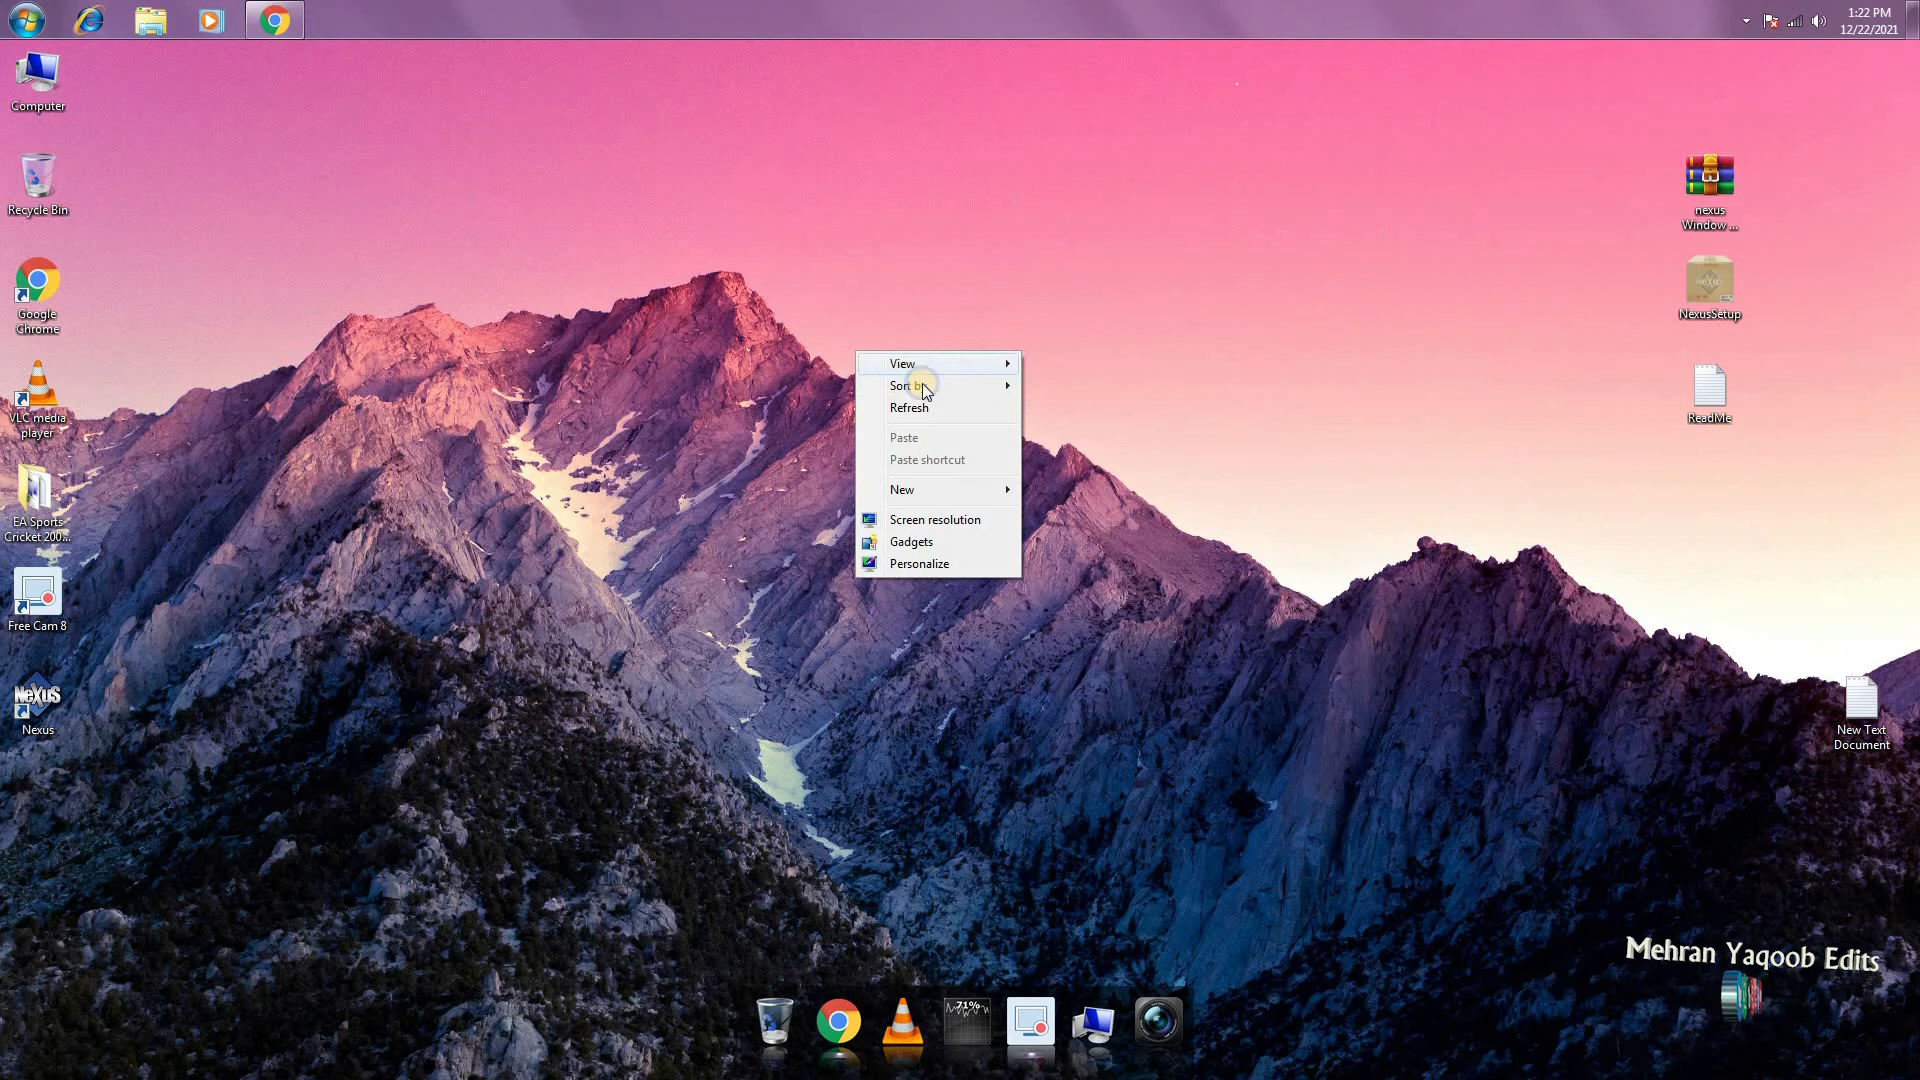 1:22 PM
12/22/2021
Computer
Recycle Bin
Google
Chrome
VLC media
player
EA Sports
Cricket 200...
Free Cam 8
NeXuS
Nexus
View
Sort by
Refresh
Paste
Paste shortcut
New
Screen resolution
Gadgets
Personalize
nexus
Window ...
NexusSetup
ReadMe
New Text
Document
Mehran Yaqoob Edits
71%